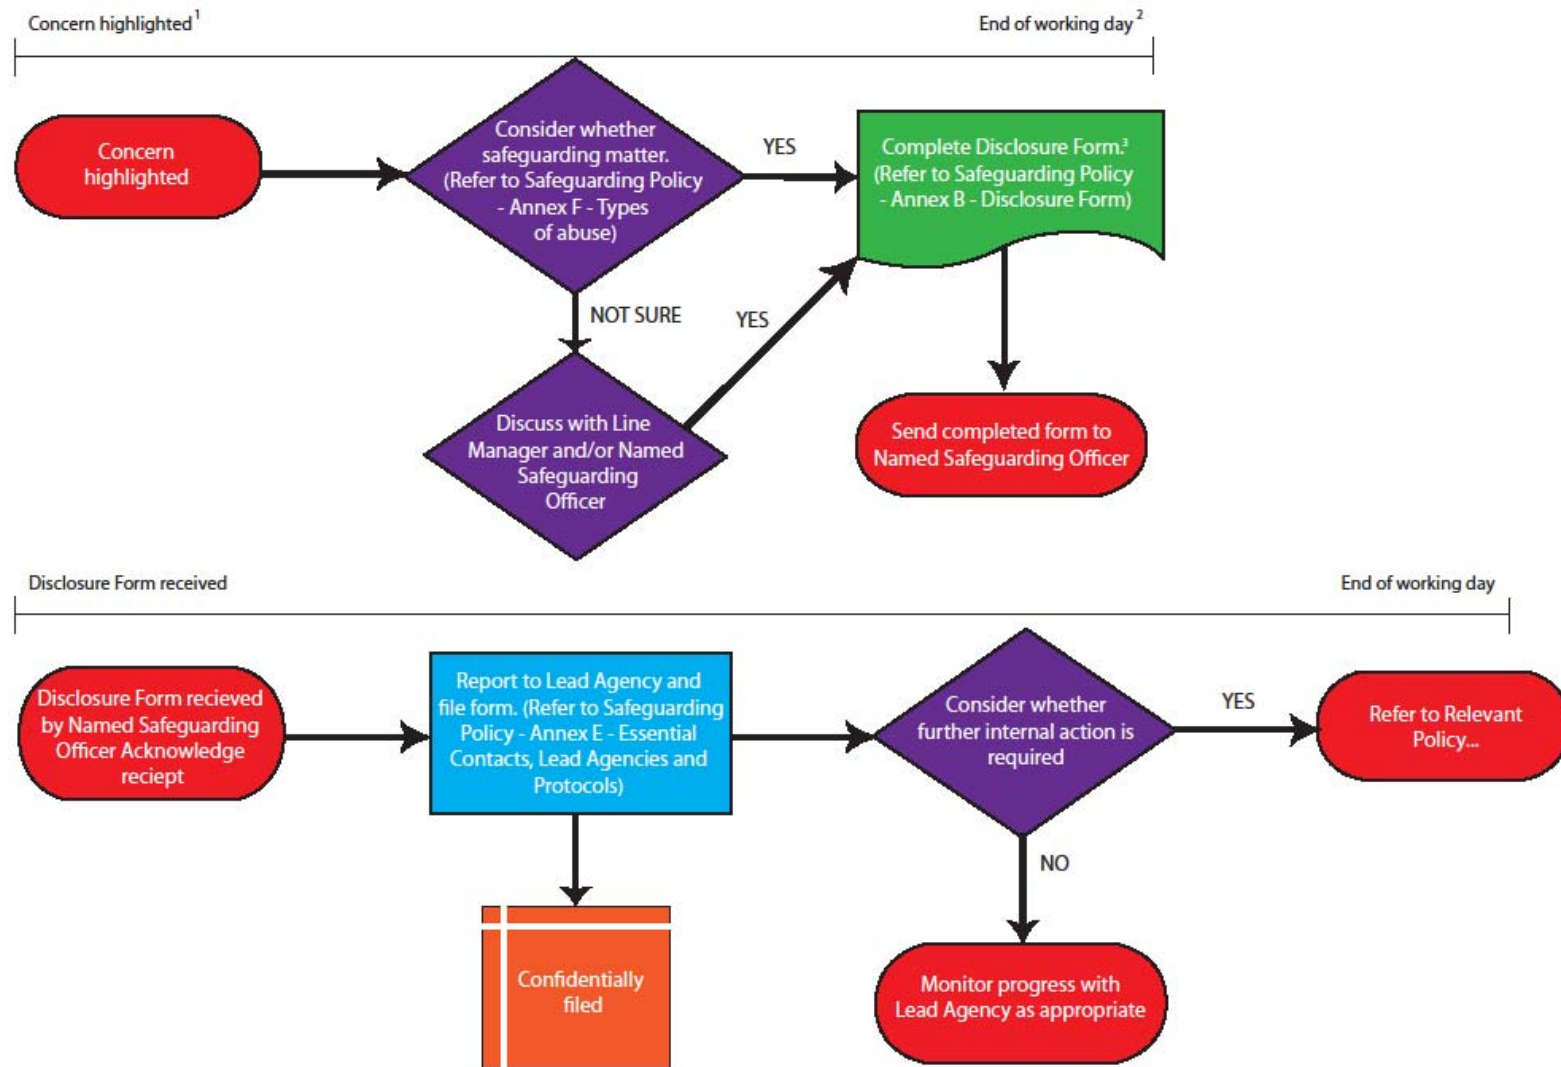 Concern highlighted¹
End of working day²
Concern
highlighted
Consider whether
safeguarding matter.
(Refer to Safeguarding Policy
- Annex F - Types
of abuse)
YES
Complete Disclosure Form.³
(Refer to Safeguarding Policy
- Annex B - Disclosure Form)
NOT SURE
YES
Discuss with Line
Manager and/or Named
Safeguarding
Officer
Send completed form to
Named Safeguarding Officer
Disclosure Form received
End of working day
Disclosure Form recieved
by Named Safeguarding
Officer Acknowledge
reciept
Report to Lead Agency and
file form. (Refer to Safeguarding
Policy - Annex E - Essential
Contacts, Lead Agencies and
Protocols)
Consider whether
further internal action is
required
YES
Refer to Relevant
Policy...
NO
Confidentially
filed
Monitor progress with
Lead Agency as appropriate